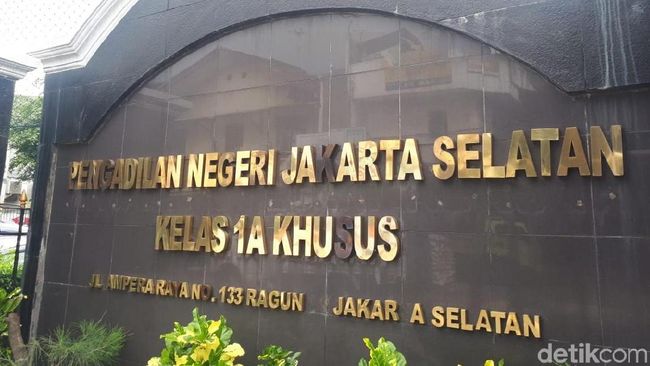 PENGADILAN NEGERI JAKARTA SELATAN
KELAS 1A KHUSUS
JL. AMPERA RAYA NO. 133 RAGUN JAKAR A SELATAN
detikcom